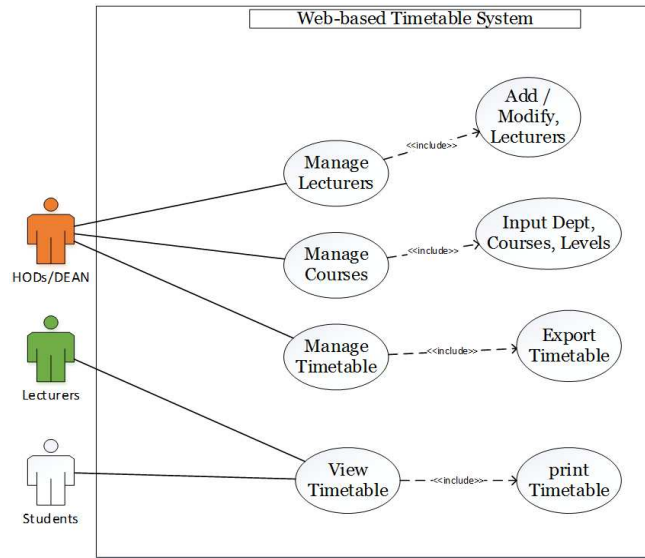 Web-based Timetable System
Add /
Modify,
Lecturers
<<include>>
Manage
Lecturers
HODs/DEAN
Input Dept,
Courses, Levels
<<include>>
Manage
Courses
Manage
Timetable
<<include>>
Export
Timetable
Lecturers
View
Timetable
<<include>>
print
Timetable
Students